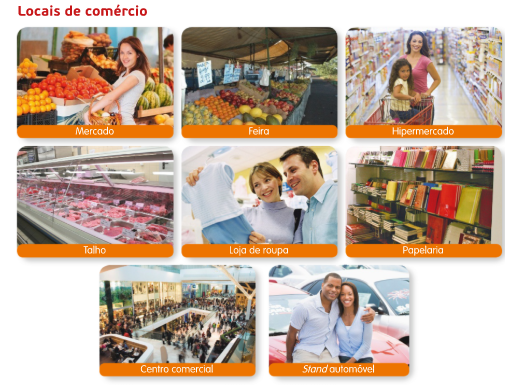 Locais de comércio
Mercado
Feira
Hipermercado
Talho
Loja de roupa
Papelaria
Centro comercial
Stand automóvel